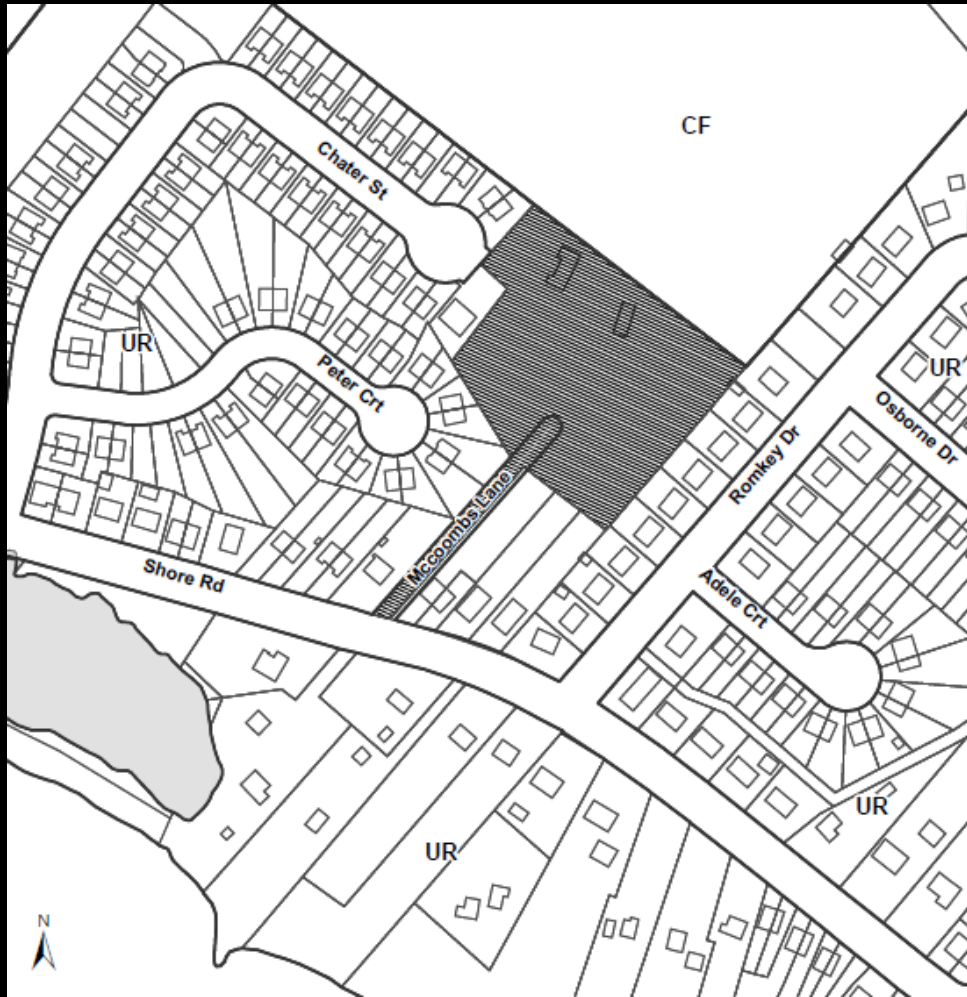 CF
Chater St
UR
Peter Crt
UR
Osborne Dr
Romkey Dr
Mccoombs Lane
Shore Rd
Adele Crt
UR
UR
N